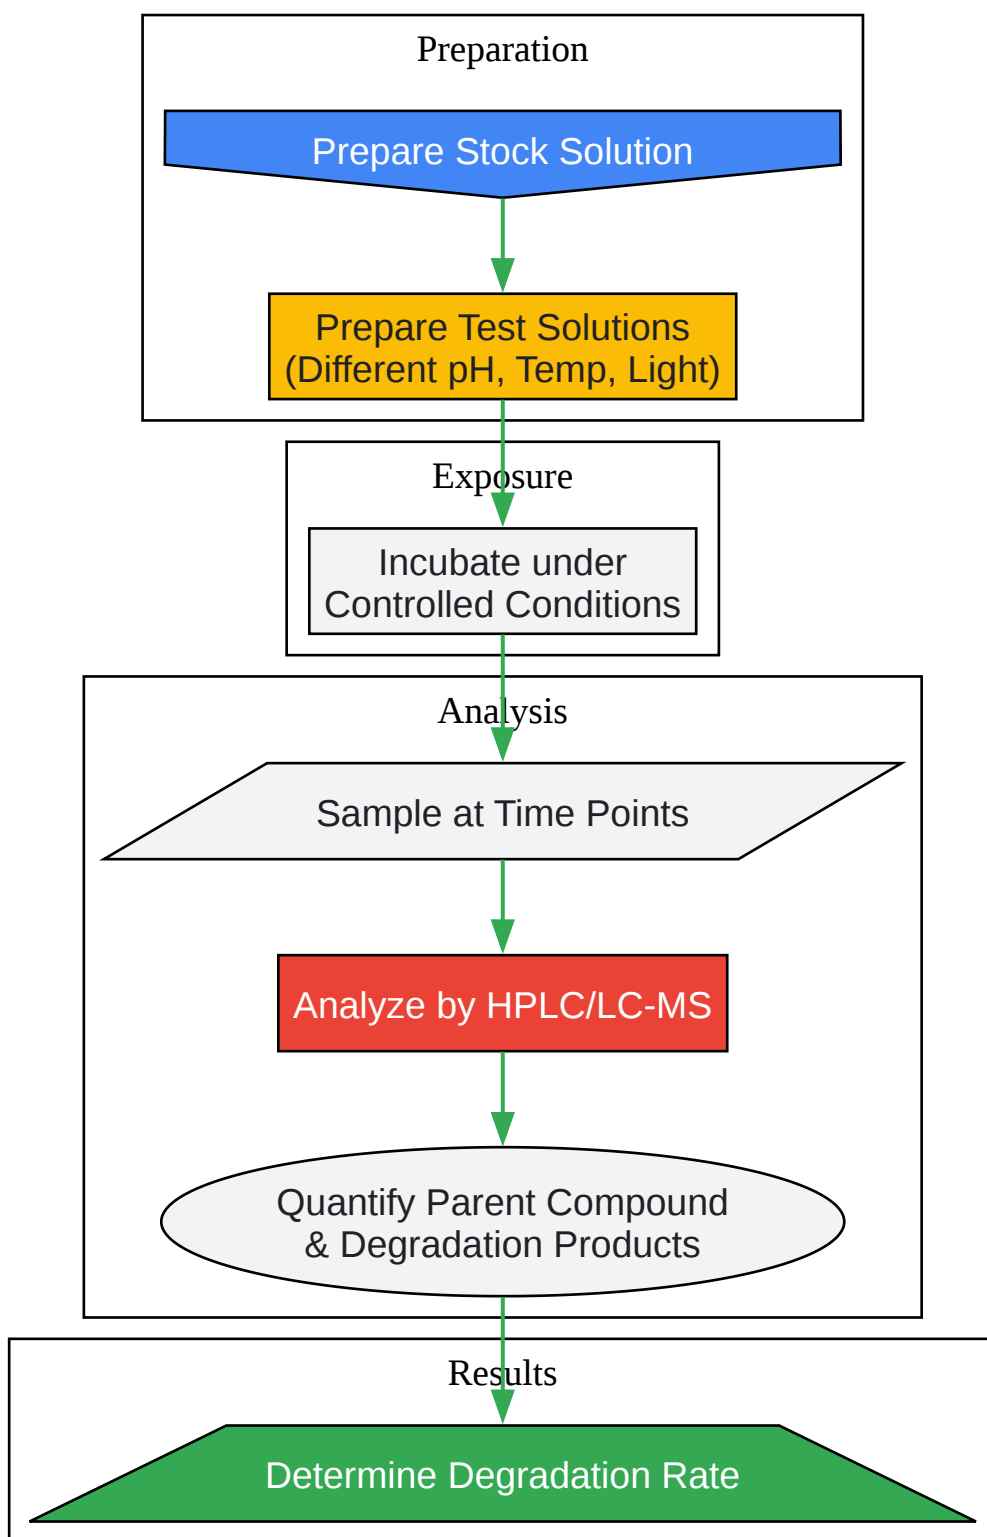 Preparation
Prepare Stock Solution
Prepare Test Solutions
(Different pH, Temp, Light)
Exposure
Incubate under
Controlled Conditions
Analysis
Sample at Time Points
Analyze by HPLC/LC-MS
Quantify Parent Compound
& Degradation Products
Results
Determine Degradation Rate